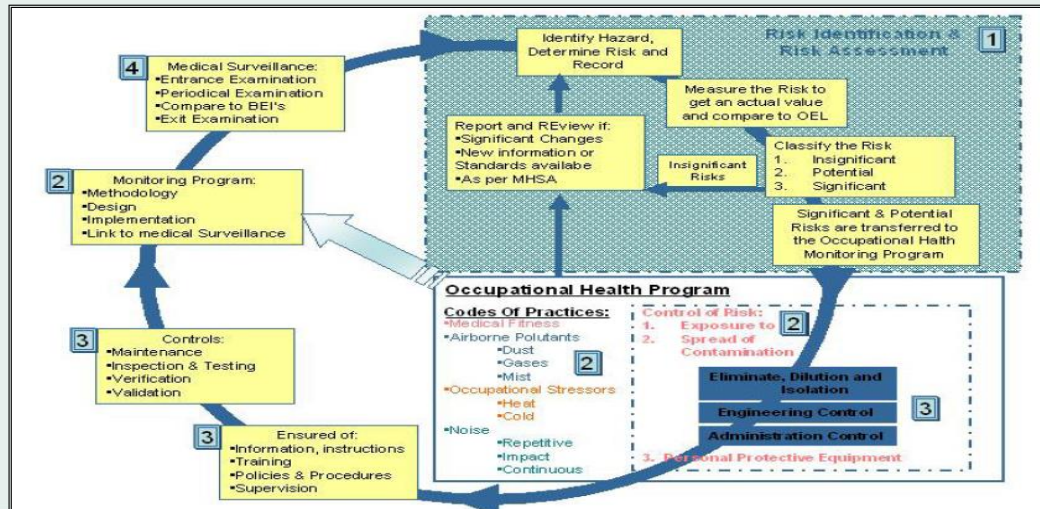 Risk Identification &
Risk Assessment
1
Identify Hazard,
Determine Risk and
Record
Measure the Risk to
get an actual value
and compare to OEL
Classify the Risk
1. Insignificant
2. Potential
3. Significant
Insignificant
Risks
Report and REview if:
•Significant Changes
•New information or
Standards availabe
•As per MHSA
Significant & Potential
Risks are transferred to
the Occupational Halth
Monitoring Program
Occupational Health Program
Codes Of Practices:
•Medical Fitness
•Airborne Polutants
•Dust
•Gases
•Mist
2
•Occupational Stressors
•Heat
•Cold
•Noise
•Repetitive
•Impact
•Continuous
Control of Risk:
1. Exposure to
2. Spread of
Contamination
2
Eliminate, Dilution and
Isolation
Engineering Control
Administration Control
3
3. Personal Protective Equipment
3
Ensured of:
•Information, instructions
•Training
•Policies & Procedures
•Supervision
3
Controls:
•Maintenance
•Inspection & Testing
•Verification
•Validation
2
Monitoring Program:
•Methodology
•Design
•Implementation
•Link to medical Surveillance
4
Medical Surveillance:
•Entrance Examination
•Periodical Examination
•Compare to BEI's
•Exit Examination